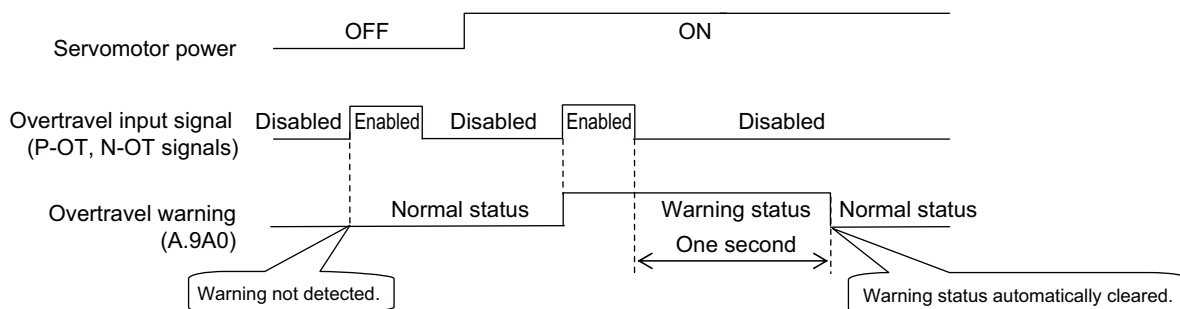 OFF
ON
Servomotor power
Overtravel input signal
(P-OT, N-OT signals)
Disabled
Enabled
Disabled
Enabled
Disabled
Overtravel warning
(A.9A0)
Normal status
Warning status
Normal status
One second
Warning not detected.
Warning status automatically cleared.